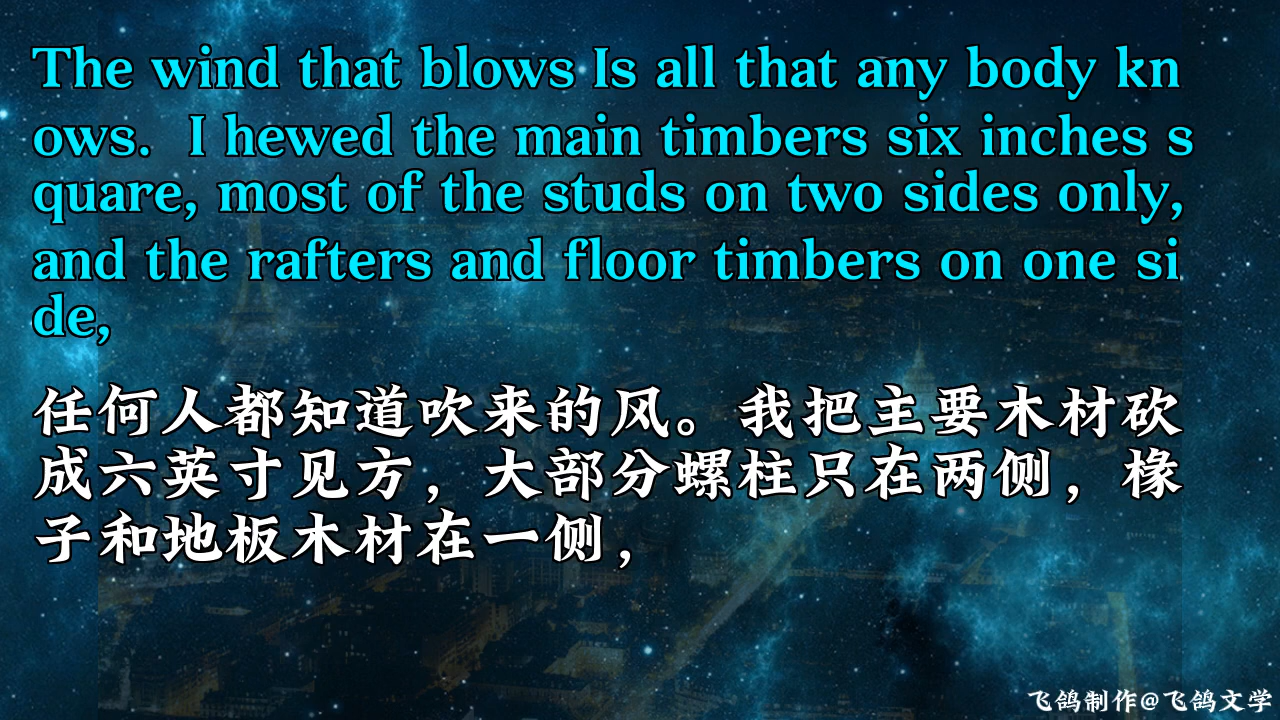 The wind that blows Is all that any body kn
ows.  I hewed the main timbers six inches s
quare, most of the studs on two sides only,
and the rafters and floor timbers on one si
de,
任何人都知道吹来的风。我把主要木材砍
成六英寸见方，大部分螺柱只在两侧，椽
子和地板木材在一侧，
飞鸽制作@飞鸽文学